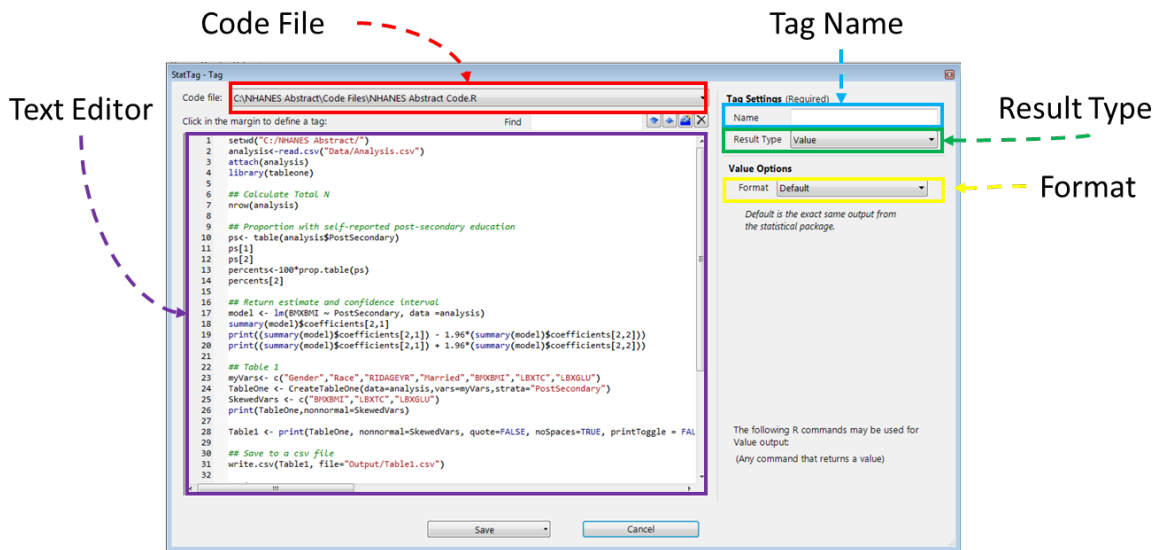 Code File
Tag Name
Text Editor
Result Type
Format
StatTag - Tag
Code file: C:\NHANES Abstract\Code Files\NHANES Abstract Code.R
Click in the margin to define a tag:
Find
1 setwd("C:/NHANES Abstract/")
2 analysis<-read.csv("Data/Analysis.csv")
3 attach(analysis)
4 library(tableone)
5
6 ## Calculate Total N
7 nrow(analysis)
8
9 ## Proportion with self-reported post-secondary education
10 ps<- table(analysis$PostSecondary)
11 ps[1]
12 ps[2]
13 percents<-100*prop.table(ps)
14 percents[2]
15
16 ## Return estimate and confidence interval
17 model <- lm(BMXBMI ~ PostSecondary, data =analysis)
18 summary(model)$coefficients[2,1]
19 print((summary(model)$coefficients[2,1]) - 1.96*(summary(model)$coefficients[2,2]))
20 print((summary(model)$coefficients[2,1]) + 1.96*(summary(model)$coefficients[2,2]))
21
22 ## Table 1
23 myVars<- c("Gender","Race","RIDAGEYR","Married","BMXBMI","LBXTC","LBXGLU")
24 TableOne <- CreateTableOne(data=analysis,vars=myVars,strata="PostSecondary")
25 SkewedVars <- c("BMXBMI","LBXTC","LBXGLU")
26 print(TableOne,nonnormal=SkewedVars)
27
28 Table1 <- print(TableOne, nonnormal=SkewedVars, quote=FALSE, noSpaces=TRUE, printToggle = FAL
29
30 ## Save to a csv file
31 write.csv(Table1, file="Output/Table1.csv")
32
Tag Settings (Required)
Name
Result Type Value
Value Options
Format Default
Default is the exact same output from
the statistical package.
The following R commands may be used for
Value output:
(Any command that returns a value)
Save
Cancel